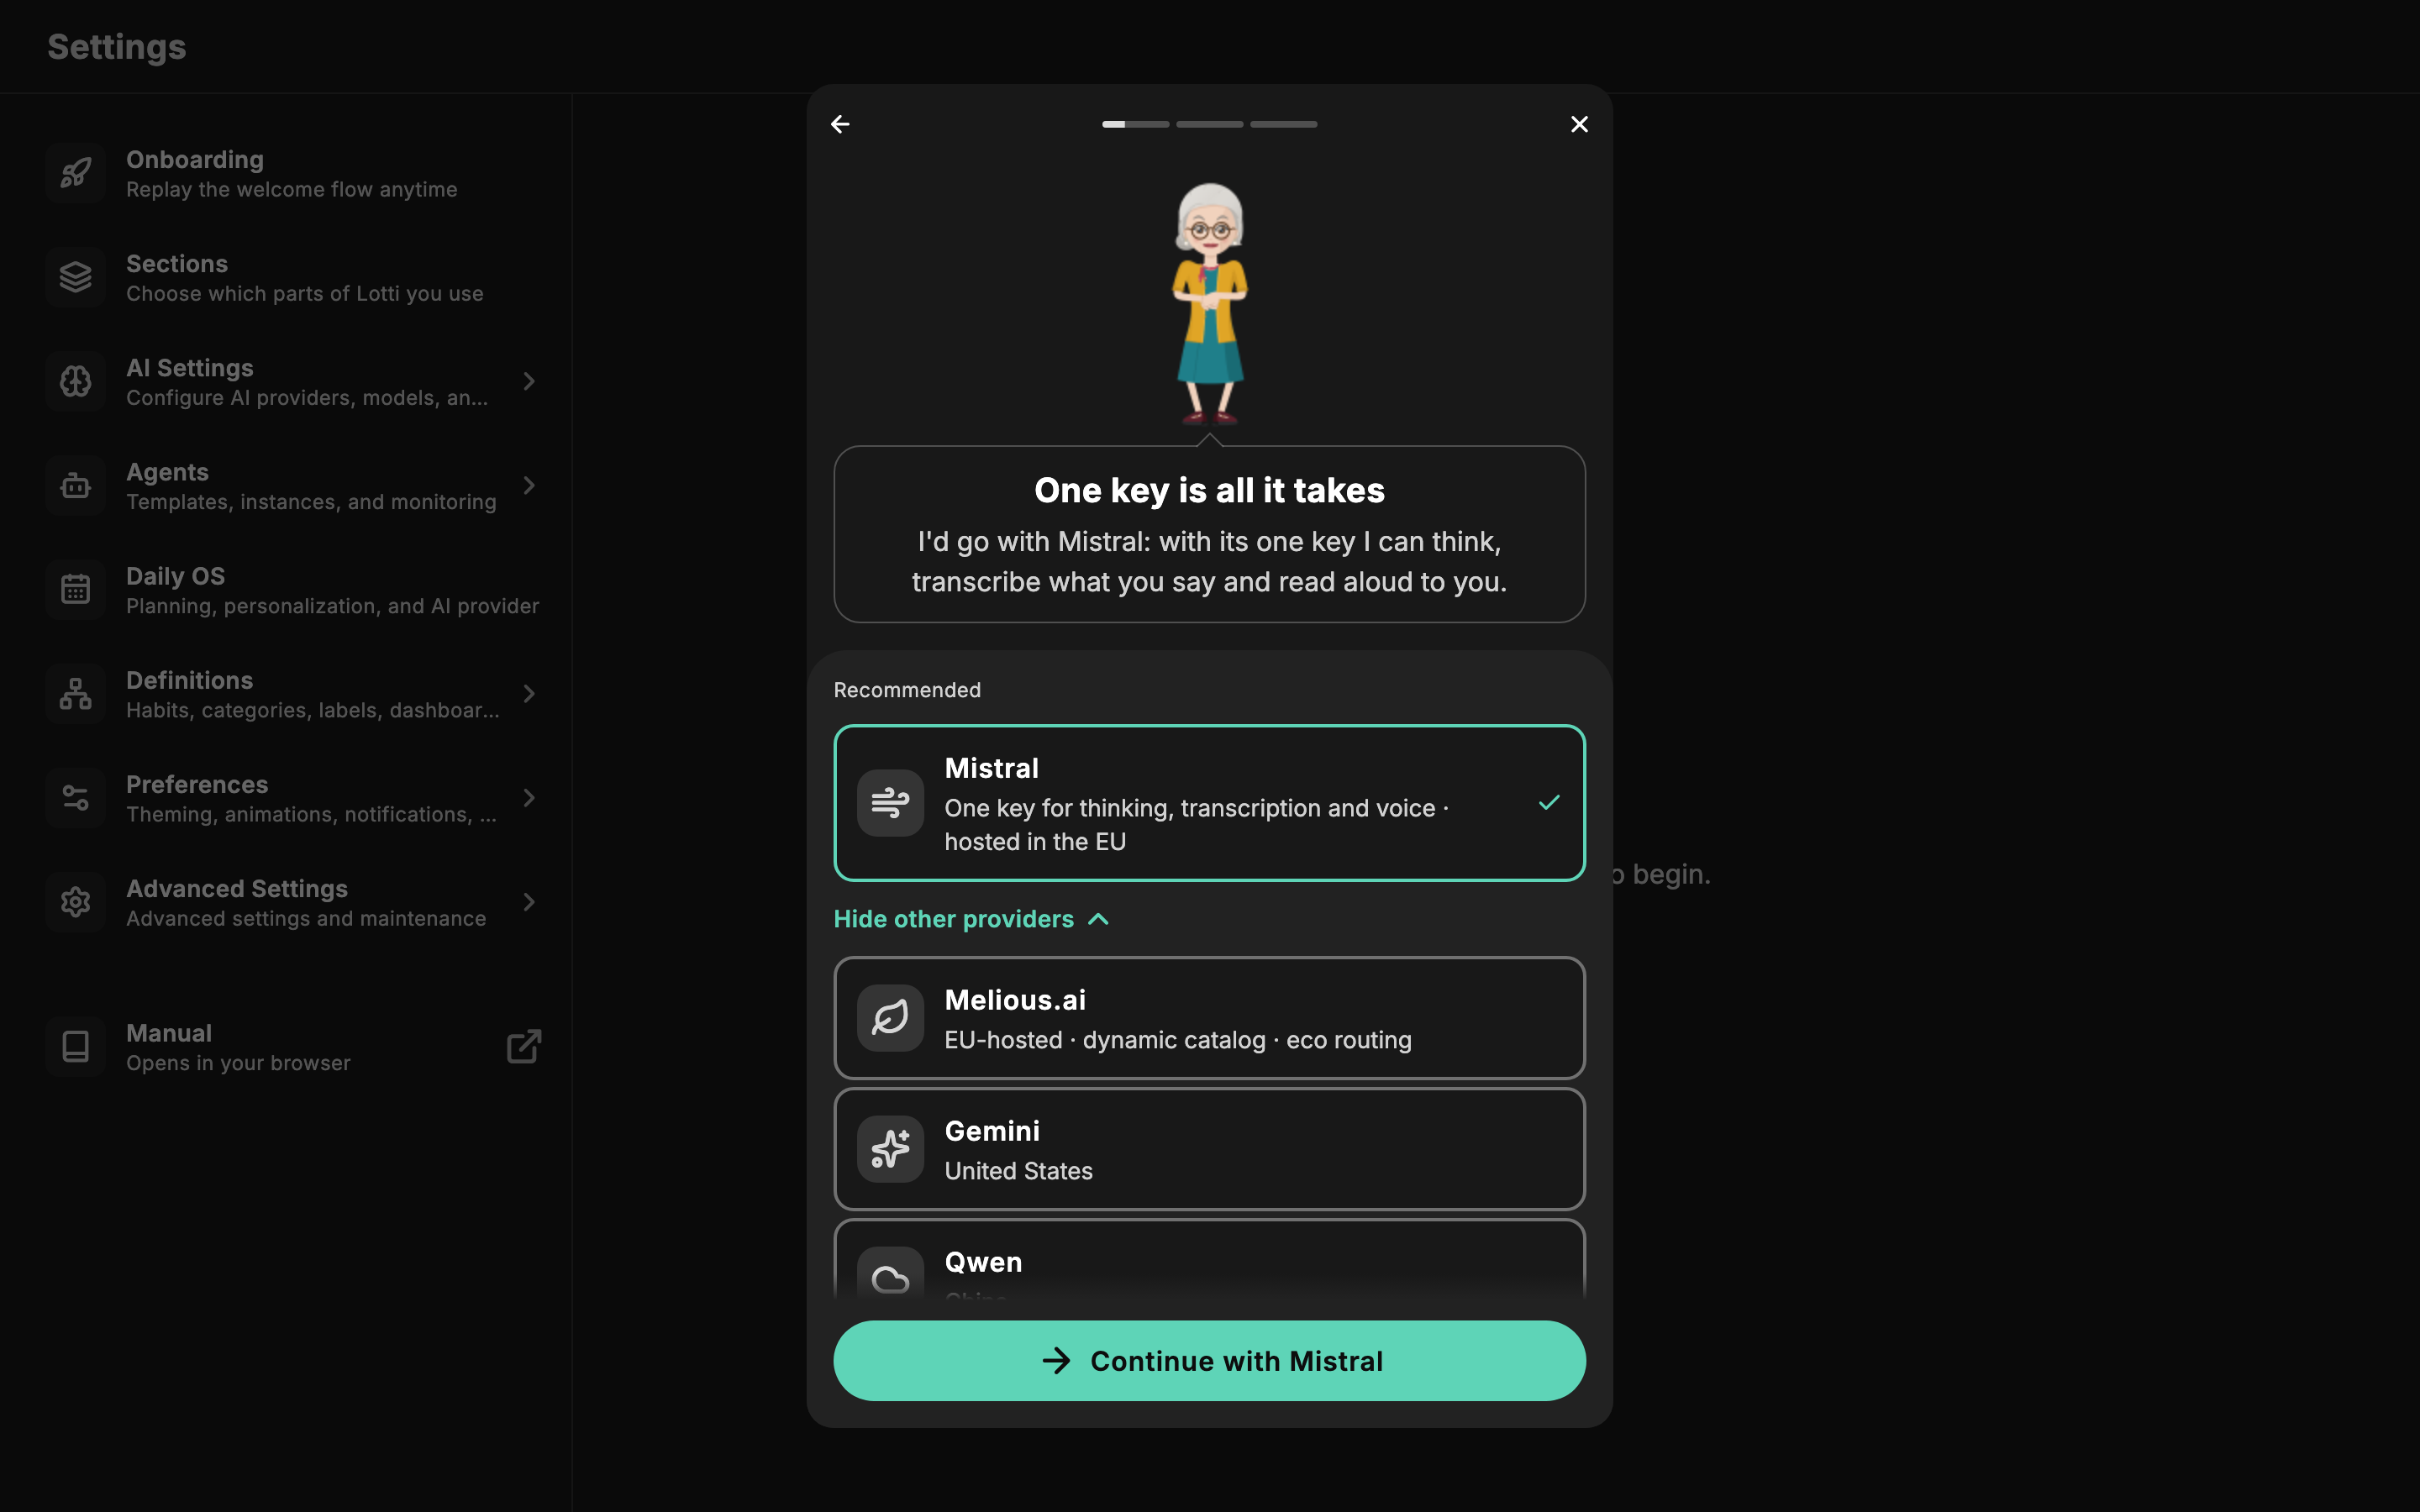 Settings
Onboarding
Replay the welcome flow anytime
Sections
Choose which parts of Lotti you use
AI Settings
Configure AI providers, models, an...
Agents
Templates, instances, and monitoring
Daily OS
Planning, personalization, and AI provider
Definitions
Habits, categories, labels, dashboar...
Preferences
Theming, animations, notifications, ...
Advanced Settings
Advanced settings and maintenance
Manual
Opens in your browser
One key is all it takes
I'd go with Mistral: with its one key I can think,
transcribe what you say and read aloud to you.
Recommended
Mistral
One key for thinking, transcription and voice ·
hosted in the EU
Hide other providers
Melious.ai
EU-hosted · dynamic catalog · eco routing
Gemini
United States
Qwen
Continue with Mistral
begin.